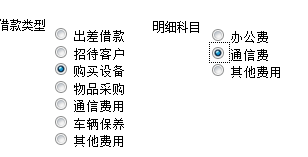 借款类型
出差借款
招待客户
购买设备
物品采购
通信费用
车辆保养
其他费用
明细科目
办公费
通信费
其他费用